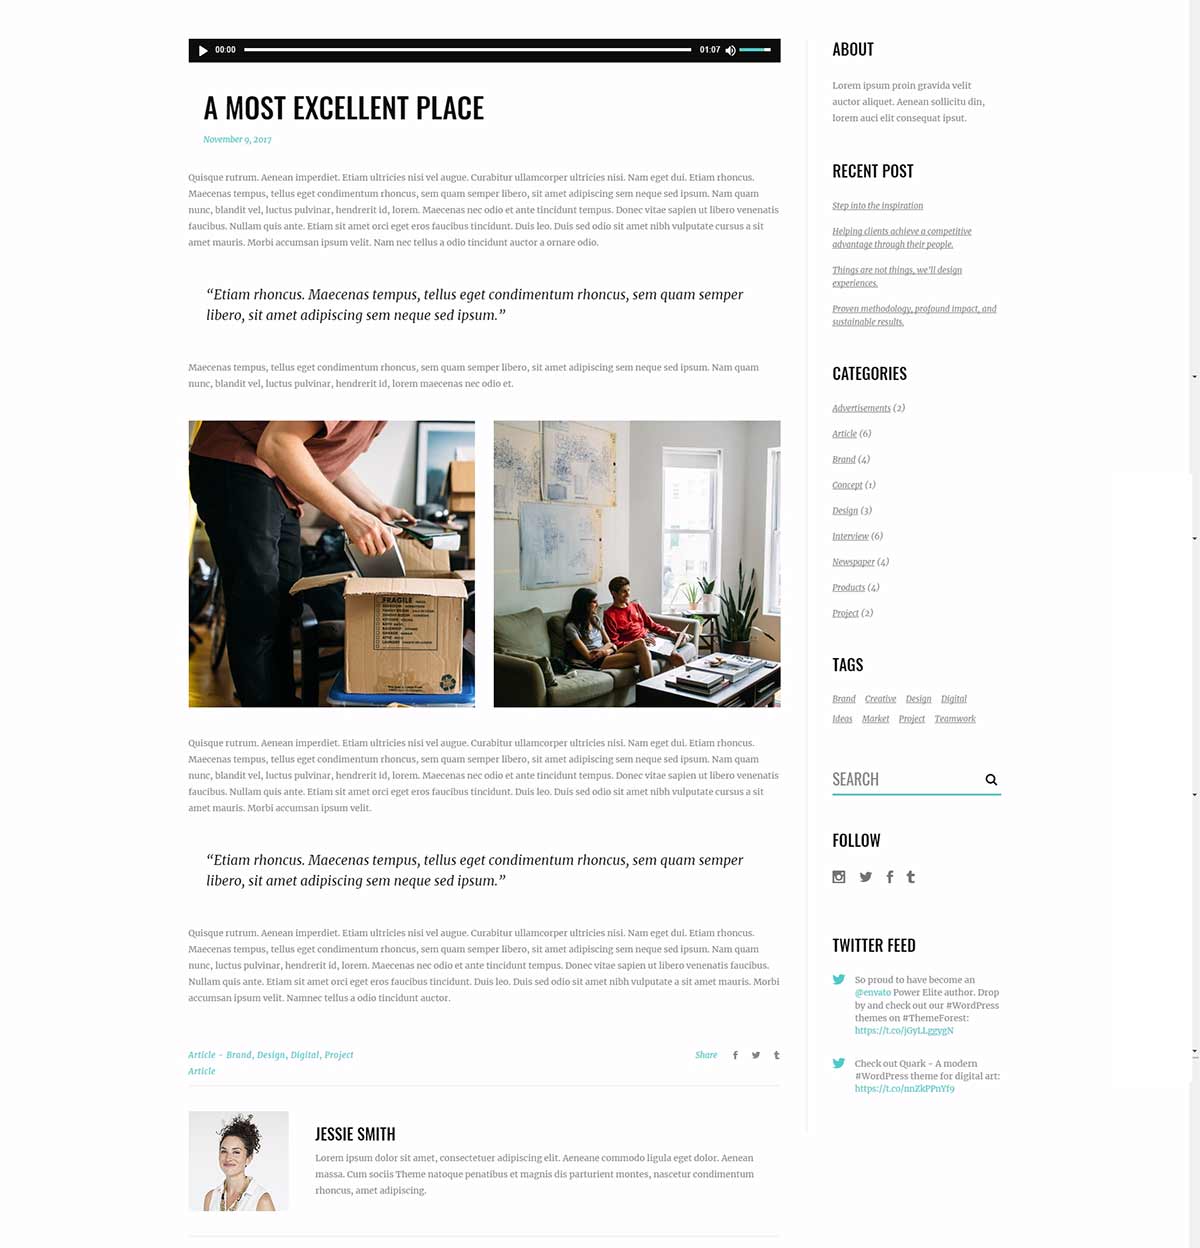 00:00 01:07
A MOST EXCELLENT PLACE
November 9, 2017
Quisque rutrum. Aenean imperdiet. Etiam ultricies nisi vel augue. Curabitur ullamcorper ultricies nisi. Nam eget dui. Etiam rhoncus.
Maecenas tempus, tellus eget condimentum rhoncus, sem quam semper libero, sit amet adipiscing sem neque sed ipsum. Nam quam
nunc, blandit vel, luctus pulvinar, hendrerit id, lorem. Maecenas nec odio et ante tincidunt tempus. Donec vitae sapien ut libero venenatis
faucibus. Nullam quis ante. Etiam sit amet orci eget eros faucibus tincidunt. Duis leo. Duis sed odio sit amet nibh vulputate cursus a sit
amet mauris. Morbi accumsan ipsum velit. Nam nec tellus a odio tincidunt auctor a ornare odio.
“Etiam rhoncus. Maecenas tempus, tellus eget condimentum rhoncus, sem quam semper
libero, sit amet adipiscing sem neque sed ipsum.”
Maecenas tempus, tellus eget condimentum rhoncus, sem quam semper libero, sit amet adipiscing sem neque sed ipsum. Nam quam
nunc, blandit vel, luctus pulvinar, hendrerit id, lorem maecenas nec odio et.
FRAGILE
Quisque rutrum. Aenean imperdiet. Etiam ultricies nisi vel augue. Curabitur ullamcorper ultricies nisi. Nam eget dui. Etiam rhoncus.
Maecenas tempus, tellus eget condimentum rhoncus, sem quam semper libero, sit amet adipiscing sem neque sed ipsum. Nam quam
nunc, blandit vel, luctus pulvinar, hendrerit id, lorem. Maecenas nec odio et ante tincidunt tempus. Donec vitae sapien ut libero venenatis
faucibus. Nullam quis ante. Etiam sit amet orci eget eros faucibus tincidunt. Duis leo. Duis sed odio sit amet nibh vulputate cursus a sit
amet mauris. Morbi accumsan ipsum velit.
“Etiam rhoncus. Maecenas tempus, tellus eget condimentum rhoncus, sem quam semper
libero, sit amet adipiscing sem neque sed ipsum.”
Quisque rutrum. Aenean imperdiet. Etiam ultricies nisi vel augue. Curabitur ullamcorper ultricies nisi. Nam eget dui. Etiam rhoncus.
Maecenas tempus, tellus eget condimentum rhoncus, sem quam semper libero, sit amet adipiscing sem neque sed ipsum. Nam quam
nunc, luctus pulvinar, hendrerit id, lorem. Maecenas nec odio et ante tincidunt tempus. Donec vitae sapien ut libero venenatis faucibus.
Nullam quis ante. Etiam sit amet orci eget eros faucibus tincidunt. Duis leo. Duis sed odio sit amet nibh vulputate cursus a sit amet mauris. Morbi
accumsan ipsum velit. Namnec tellus a odio tincidunt auctor.
Article - Brand, Design, Digital, Project
Article
Share
JESSIE SMITH
Lorem ipsum dolor sit amet, consectetuer adipiscing elit. Aeneane commodo ligula eget dolor. Aenean
massa. Cum sociis Theme natoque penatibus et magnis dis parturient montes, nascetur condimentum
rhoncus, amet adipiscing.
ABOUT
Lorem ipsum proin gravida velit
auctor aliquet. Aenean sollicitu din,
lorem auci elit consequat ipsut.
RECENT POST
Step into the inspiration
Helping clients achieve a competitive
advantage through their people.
Things are not things, we'll design
experiences.
Proven methodology, profound impact, and
sustainable results.
CATEGORIES
Advertisements (2)
Article (6)
Brand (4)
Concept (1)
Design (3)
Interview (6)
Newspaper (4)
Products (4)
Project (2)
TAGS
Brand Creative Design Digital
Ideas Market Project Teamwork
SEARCH
FOLLOW
TWITTER FEED
So proud to have become an
@envato Power Elite author. Drop
by and check out our #WordPress
themes on #ThemeForest:
https://t.co/jGyLLggygN
Check out Quark - A modern
#WordPress theme for digital art:
https://t.co/nnZkPPnYf9